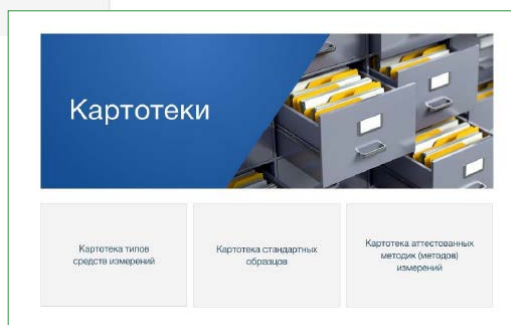 Картотеки
Картотека типов
средств измерений
Картотека стандартных
образцов
Картотека аттестованных
методик (методов)
измерений